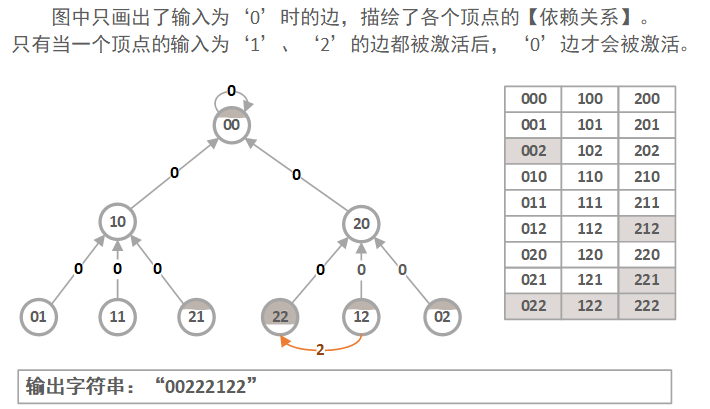 图中只画出了输入为‘0’时的边，描绘了各个顶点的【依赖关系】。
只有当一个顶点的输入为‘1’、‘2’的边都被激活后，‘0’边才会被激活。
0
00
0 0
10 20
0 0 0 0 0 0
01 11 21 22 12 02
2
000 100 200
001 101 201
002 102 202
010 110 210
011 111 211
012 112 212
020 120 220
021 121 221
022 122 222
输出字符串：“00222122”